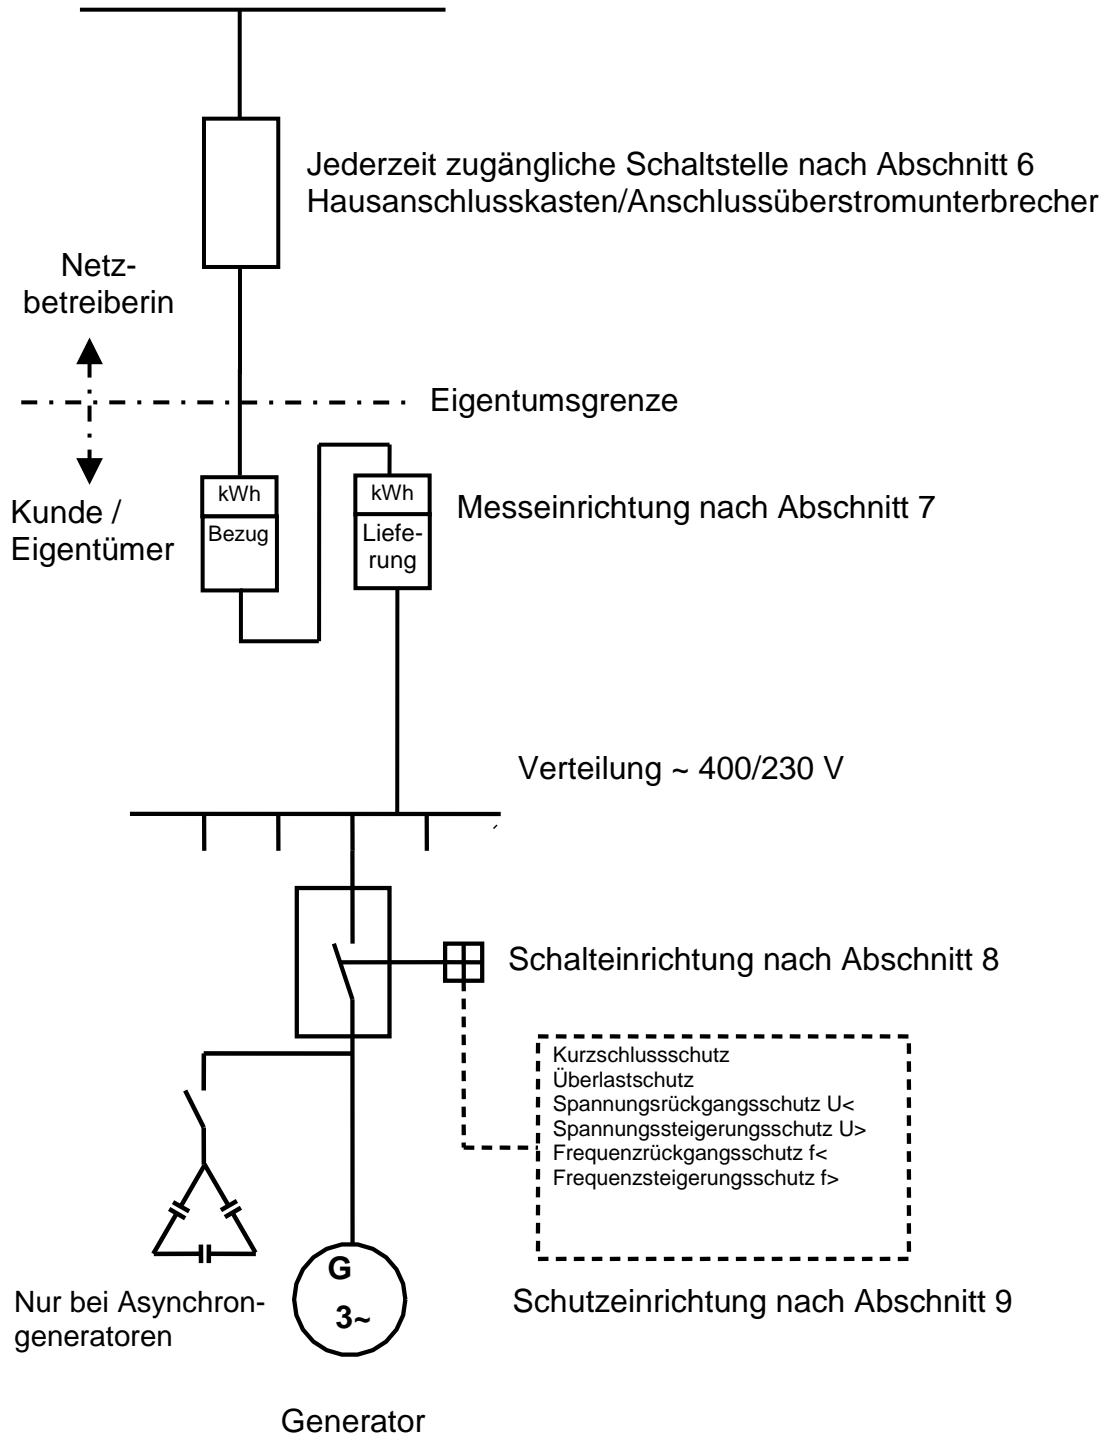 Jederzeit zugängliche Schaltstelle nach Abschnitt 6
Hausanschlusskasten/Anschlussüberstromunterbrecher
Netz-
betreiberin
Eigentumsgrenze
Kunde /
Eigentümer
kWh
Bezug
kWh
Liefe-
rung
Messeinrichtung nach Abschnitt 7
Verteilung ~ 400/230 V
Schalteinrichtung nach Abschnitt 8
Kurzschlussschutz
Überlastschutz
Spannungsrückgangsschutz U<
Spannungssteigerungsschutz U>
Frequenzrückgangsschutz f<
Frequenzsteigerungsschutz f>
Schutzeinrichtung nach Abschnitt 9
Nur bei Asynchron-
generatoren
G
3~
Generator